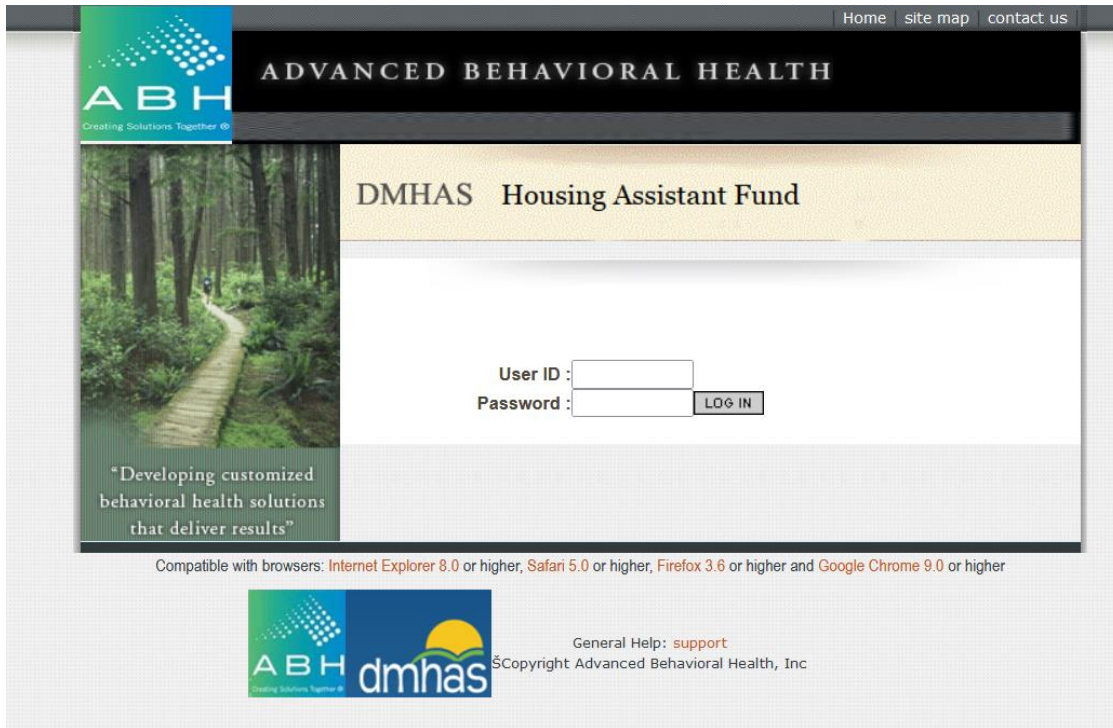 Home | site map | contact us |
ABH
Creating Solutions Together ®
ADVANCED BEHAVIORAL HEALTH
DMHAS Housing Assistant Fund
User ID :
Password : LOG IN
“Developing customized
behavioral health solutions
that deliver results”
Compatible with browsers: Internet Explorer 8.0 or higher, Safari 5.0 or higher, Firefox 3.6 or higher and Google Chrome 9.0 or higher
ABH
Creating Solutions Together ®
dmhas
General Help: support
ŠCopyright Advanced Behavioral Health, Inc